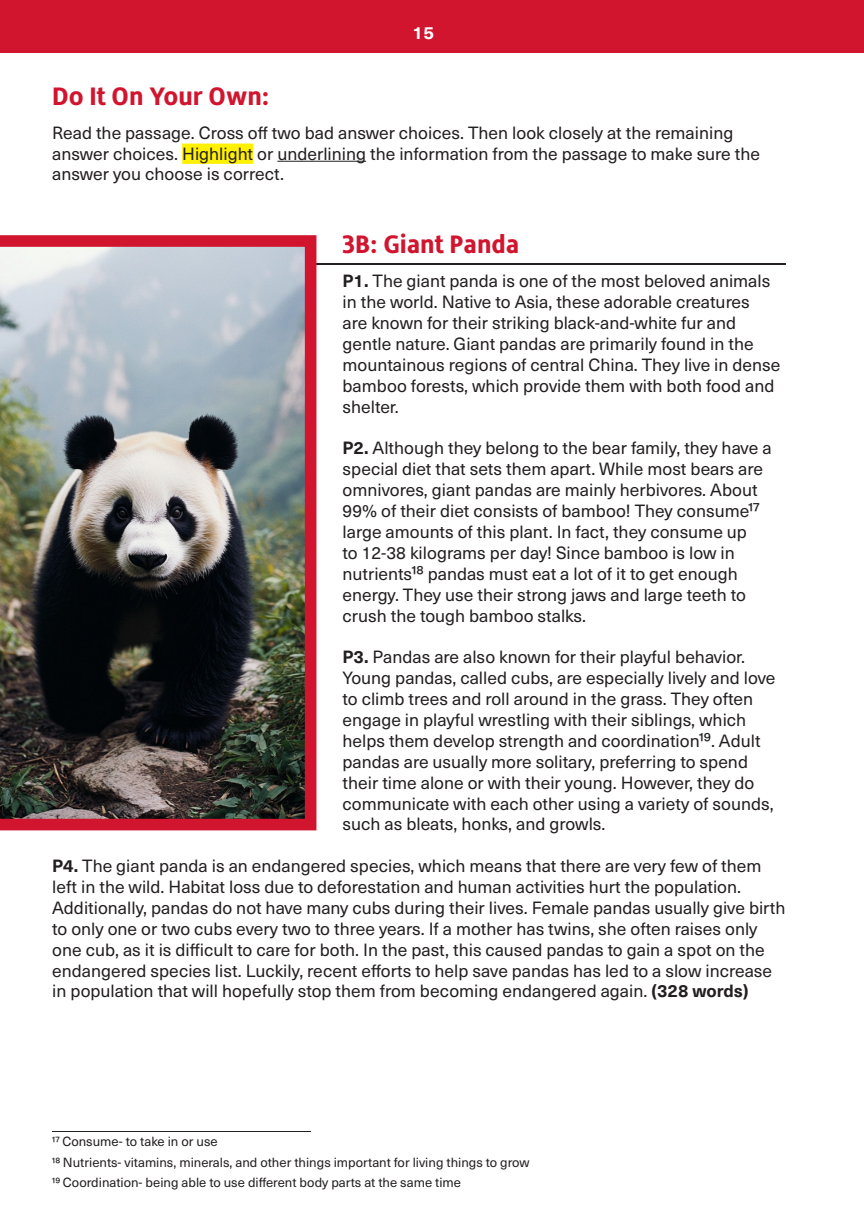 15
Do It On Your Own:
Read the passage. Cross off two bad answer choices. Then look closely at the remaining
answer choices. Highlight or underlining the information from the passage to make sure the
answer you choose is correct.
3B: Giant Panda
P1. The giant panda is one of the most beloved animals
in the world. Native to Asia, these adorable creatures
are known for their striking black-and-white fur and
gentle nature. Giant pandas are primarily found in the
mountainous regions of central China. They live in dense
bamboo forests, which provide them with both food and
shelter.
P2. Although they belong to the bear family, they have a
special diet that sets them apart. While most bears are
omnivores, giant pandas are mainly herbivores. About
99% of their diet consists of bamboo! They consume¹⁷
large amounts of this plant. In fact, they consume up
to 12-38 kilograms per day! Since bamboo is low in
nutrients¹⁸ pandas must eat a lot of it to get enough
energy. They use their strong jaws and large teeth to
crush the tough bamboo stalks.
P3. Pandas are also known for their playful behavior.
Young pandas, called cubs, are especially lively and love
to climb trees and roll around in the grass. They often
engage in playful wrestling with their siblings, which
helps them develop strength and coordination¹⁹. Adult
pandas are usually more solitary, preferring to spend
their time alone or with their young. However, they do
communicate with each other using a variety of sounds,
such as bleats, honks, and growls.
P4. The giant panda is an endangered species, which means that there are very few of them
left in the wild. Habitat loss due to deforestation and human activities hurt the population.
Additionally, pandas do not have many cubs during their lives. Female pandas usually give birth
to only one or two cubs every two to three years. If a mother has twins, she often raises only
one cub, as it is difficult to care for both. In the past, this caused pandas to gain a spot on the
endangered species list. Luckily, recent efforts to help save pandas has led to a slow increase
in population that will hopefully stop them from becoming endangered again. (328 words)
¹⁷ Consume- to take in or use
¹⁸ Nutrients- vitamins, minerals, and other things important for living things to grow
¹⁹ Coordination- being able to use different body parts at the same time